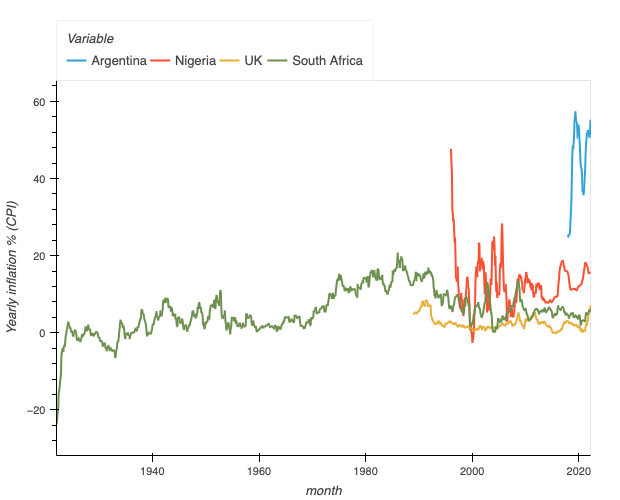 Variable
Argentina Nigeria UK South Africa
60
40
20
0
−20
Yearly inflation % (CPI)
1940 1960 1980 2000 2020
month